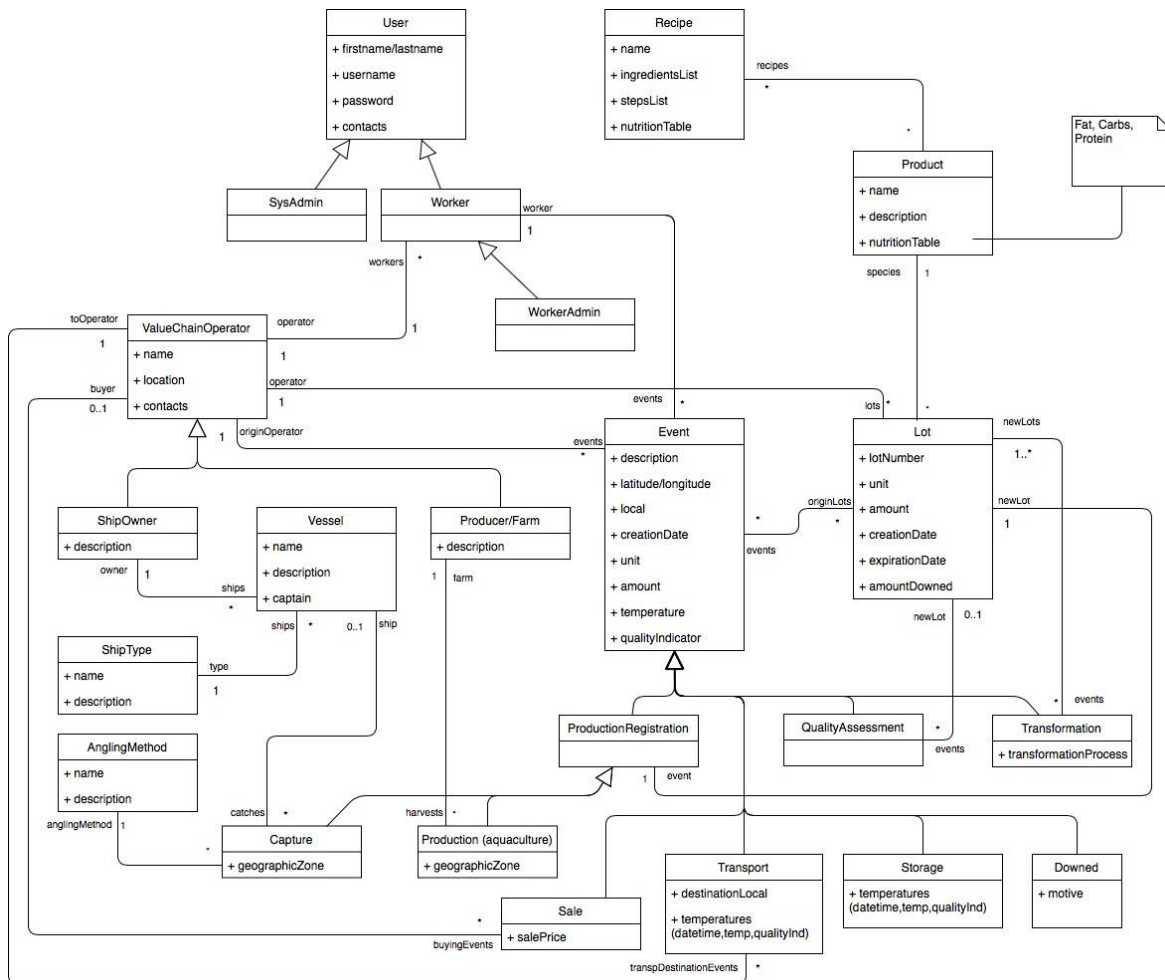 User
+ firstname/lastname
+ username
+ password
+ contacts
Recipe
+ name
+ ingredientsList
+ stepsList
+ nutritionTable
recipes
*
*
Fat, Carbs,
Protein
Product
+ name
+ description
+ nutritionTable
species
1
SysAdmin
Worker
worker
1
workers
*
WorkerAdmin
toOperator
1
ValueChainOperator
+ name
+ location
+ contacts
operator
1
1
buyer
0..1
operator
1
1
originOperator
events
*
events
*
lots
*
*
Event
+ description
+ latitude/longitude
+ local
+ creationDate
+ unit
+ amount
+ temperature
+ qualityIndicator
Lot
+ lotNumber
+ unit
+ amount
+ creationDate
+ expirationDate
+ amountDowned
newLots
1..*
newLot
1
originLots
*
*
events
newLot
0..1
ShipOwner
+ description
owner
1
Vessel
+ name
+ description
+ captain
ships
*
ships
*
0..1
ship
Producer/Farm
+ description
1
farm
ShipType
+ name
+ description
type
1
AnglingMethod
+ name
+ description
anglingMethod
1
*
catches
*
Capture
+ geographicZone
harvests
*
Production (aquaculture)
+ geographicZone
ProductionRegistration
1
event
QualityAssessment
*
events
*
events
Transformation
+ transformationProcess
Sale
+ salePrice
*
buyingEvents
Transport
+ destinationLocal
+ temperatures
(datetime,temp,qualityInd)
transpDestinationEvents
*
Storage
+ temperatures
(datetime,temp,qualityInd)
Downed
+ motive